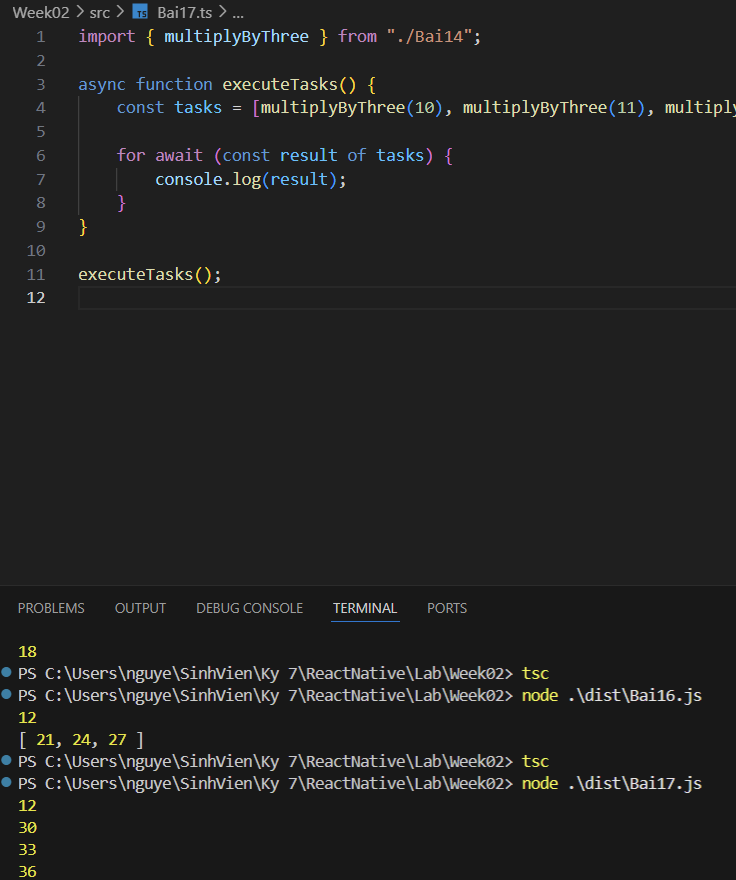 Week02 > src > TS Bai17.ts > ...
1 import { multiplyByThree } from "./Bai14";
2
3 async function executeTasks() {
4     const tasks = [multiplyByThree(10), multiplyByThree(11), multiply
5
6     for await (const result of tasks) {
7         console.log(result);
8     }
9 }
10
11 executeTasks();
12
PROBLEMS OUTPUT DEBUG CONSOLE TERMINAL PORTS
18
PS C:\Users\nguye\SinhVien\Ky 7\ReactNative\Lab\Week02> tsc
PS C:\Users\nguye\SinhVien\Ky 7\ReactNative\Lab\Week02> node .\dist\Bai16.js
12
[ 21, 24, 27 ]
PS C:\Users\nguye\SinhVien\Ky 7\ReactNative\Lab\Week02> tsc
PS C:\Users\nguye\SinhVien\Ky 7\ReactNative\Lab\Week02> node .\dist\Bai17.js
12
30
33
36